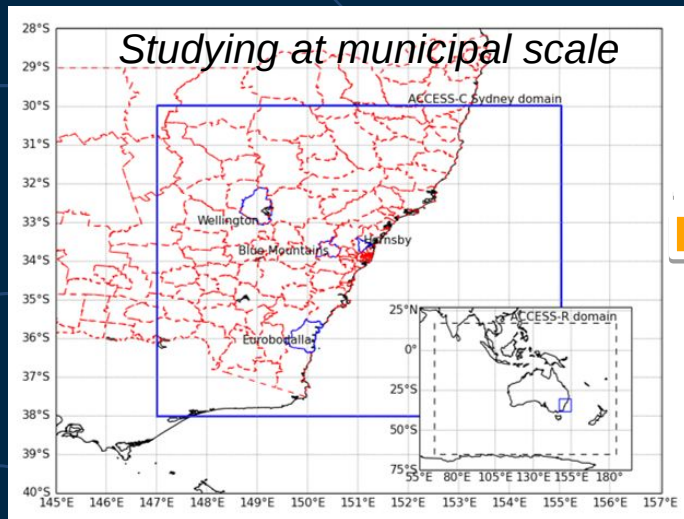 Studying at municipal scale
28°S
29°S
30°S
31°S
32°S
33°S
34°S
35°S
36°S
37°S
38°S
39°S
40°S
145°E 146°E 147°E 148°E 149°E 150°E 151°E 152°E 153°E 154°E 155°E 156°E 157°E
ACCESS-C Sydney domain
Wellington
Hornsby
Blue Mountains
Eurobodalla
ACCESS-R domain
25°N
0°
25°S
50°S
75°S
55°E 80°E 105°E 130°E 155°E 180°